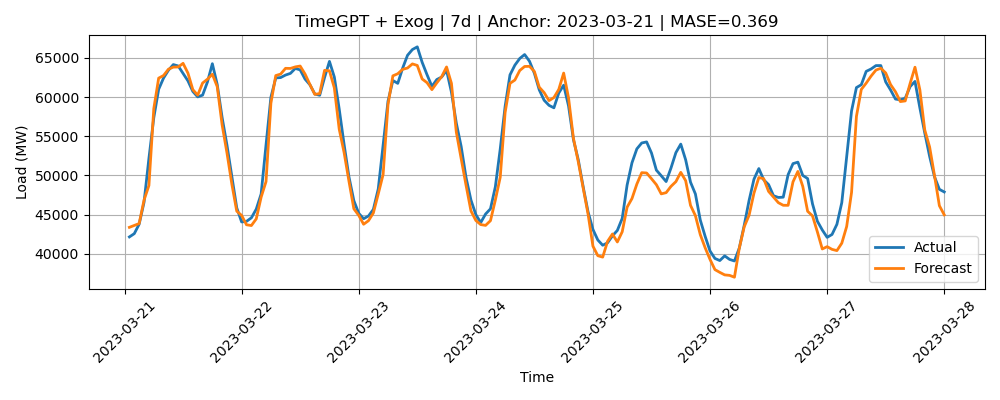 TimeGPT + Exog | 7d | Anchor: 2023-03-21 | MASE=0.369
Load (MW)
65000
60000
55000
50000
45000
40000
Actual
Forecast
2023-03-21
2023-03-22
2023-03-23
2023-03-24
2023-03-25
2023-03-26
2023-03-27
2023-03-28
Time